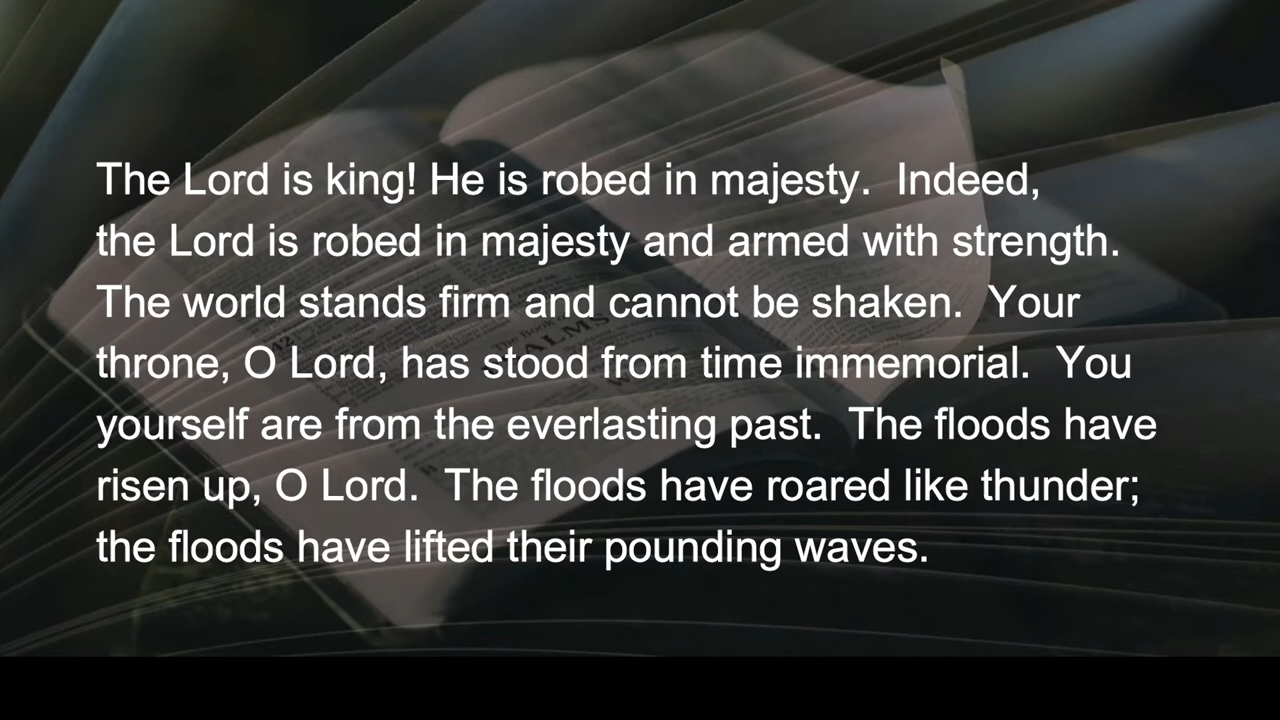 The Lord is king! He is robed in majesty.  Indeed,
the Lord is robed in majesty and armed with strength.
The world stands firm and cannot be shaken.  Your
throne, O Lord, has stood from time immemorial.  You
yourself are from the everlasting past.  The floods have
risen up, O Lord.  The floods have roared like thunder;
the floods have lifted their pounding waves.